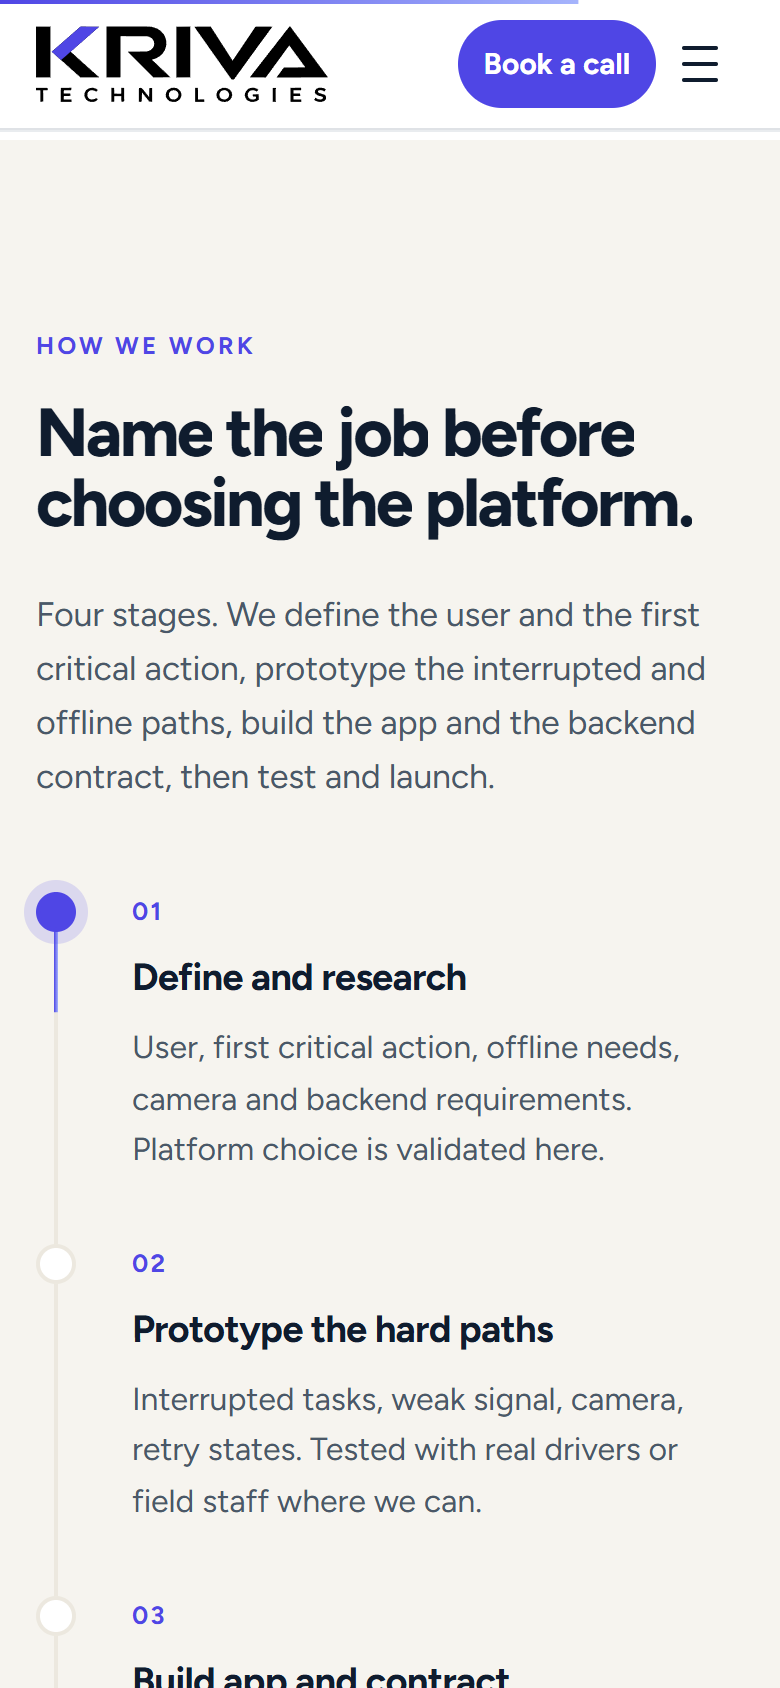 KRIVA
TECHNOLOGIES
Book a call
HOW WE WORK
Name the job before
choosing the platform.
Four stages. We define the user and the first
critical action, prototype the interrupted and
offline paths, build the app and the backend
contract, then test and launch.
01
Define and research
User, first critical action, offline needs,
camera and backend requirements.
Platform choice is validated here.
02
Prototype the hard paths
Interrupted tasks, weak signal, camera,
retry states. Tested with real drivers or
field staff where we can.
03
Build app and contract